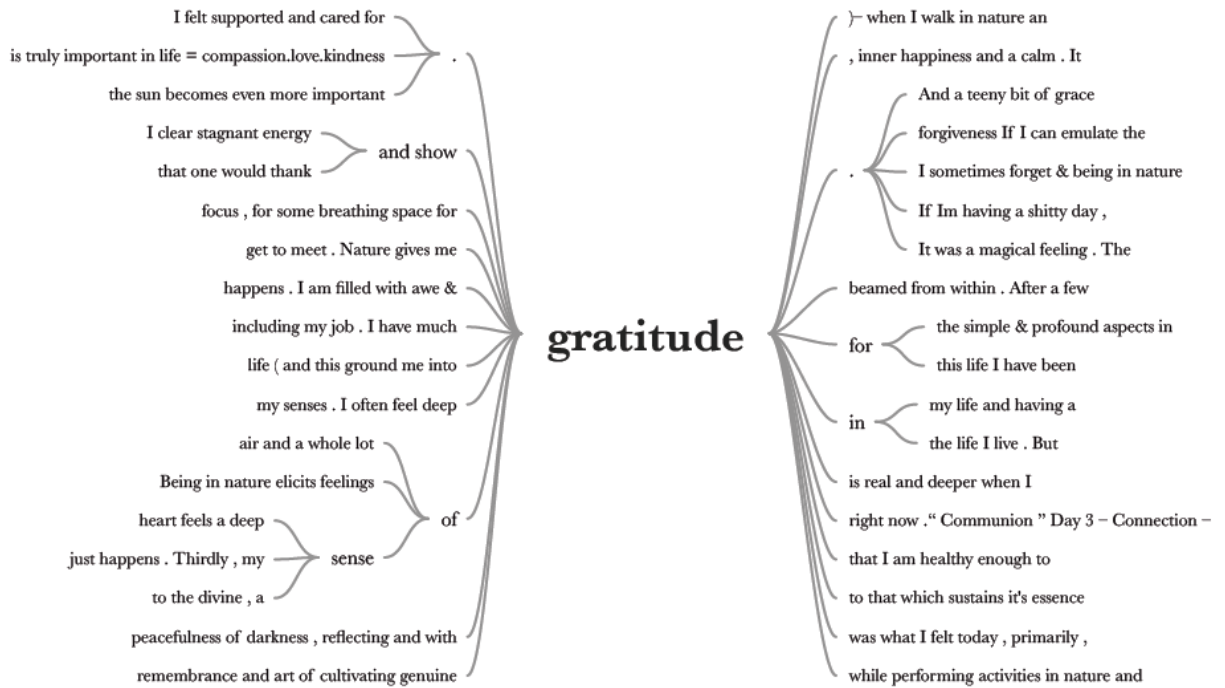 I felt supported and cared for
is truly important in life = compassion.love.kindness
.
the sun becomes even more important
I clear stagnant energy
and show
that one would thank
focus , for some breathing space for
get to meet . Nature gives me
happens . I am filled with awe &
including my job . I have much
life ( and this ground me into
my senses . I often feel deep
air and a whole lot
Being in nature elicits feelings
of
heart feels a deep
just happens . Thirdly , my
sense
to the divine , a
peacefulness of darkness , reflecting and with
remembrance and art of cultivating genuine
gratitude
)– when I walk in nature an
, inner happiness and a calm . It
.
And a teeny bit of grace
forgiveness If I can emulate the
I sometimes forget & being in nature
If Im having a shitty day ,
It was a magical feeling . The
beamed from within . After a few
for
the simple & profound aspects in
this life I have been
in
my life and having a
the life I live . But
is real and deeper when I
right now .“ Communion ” Day 3 – Connection –
that I am healthy enough to
to that which sustains it's essence
was what I felt today , primarily ,
while performing activities in nature and